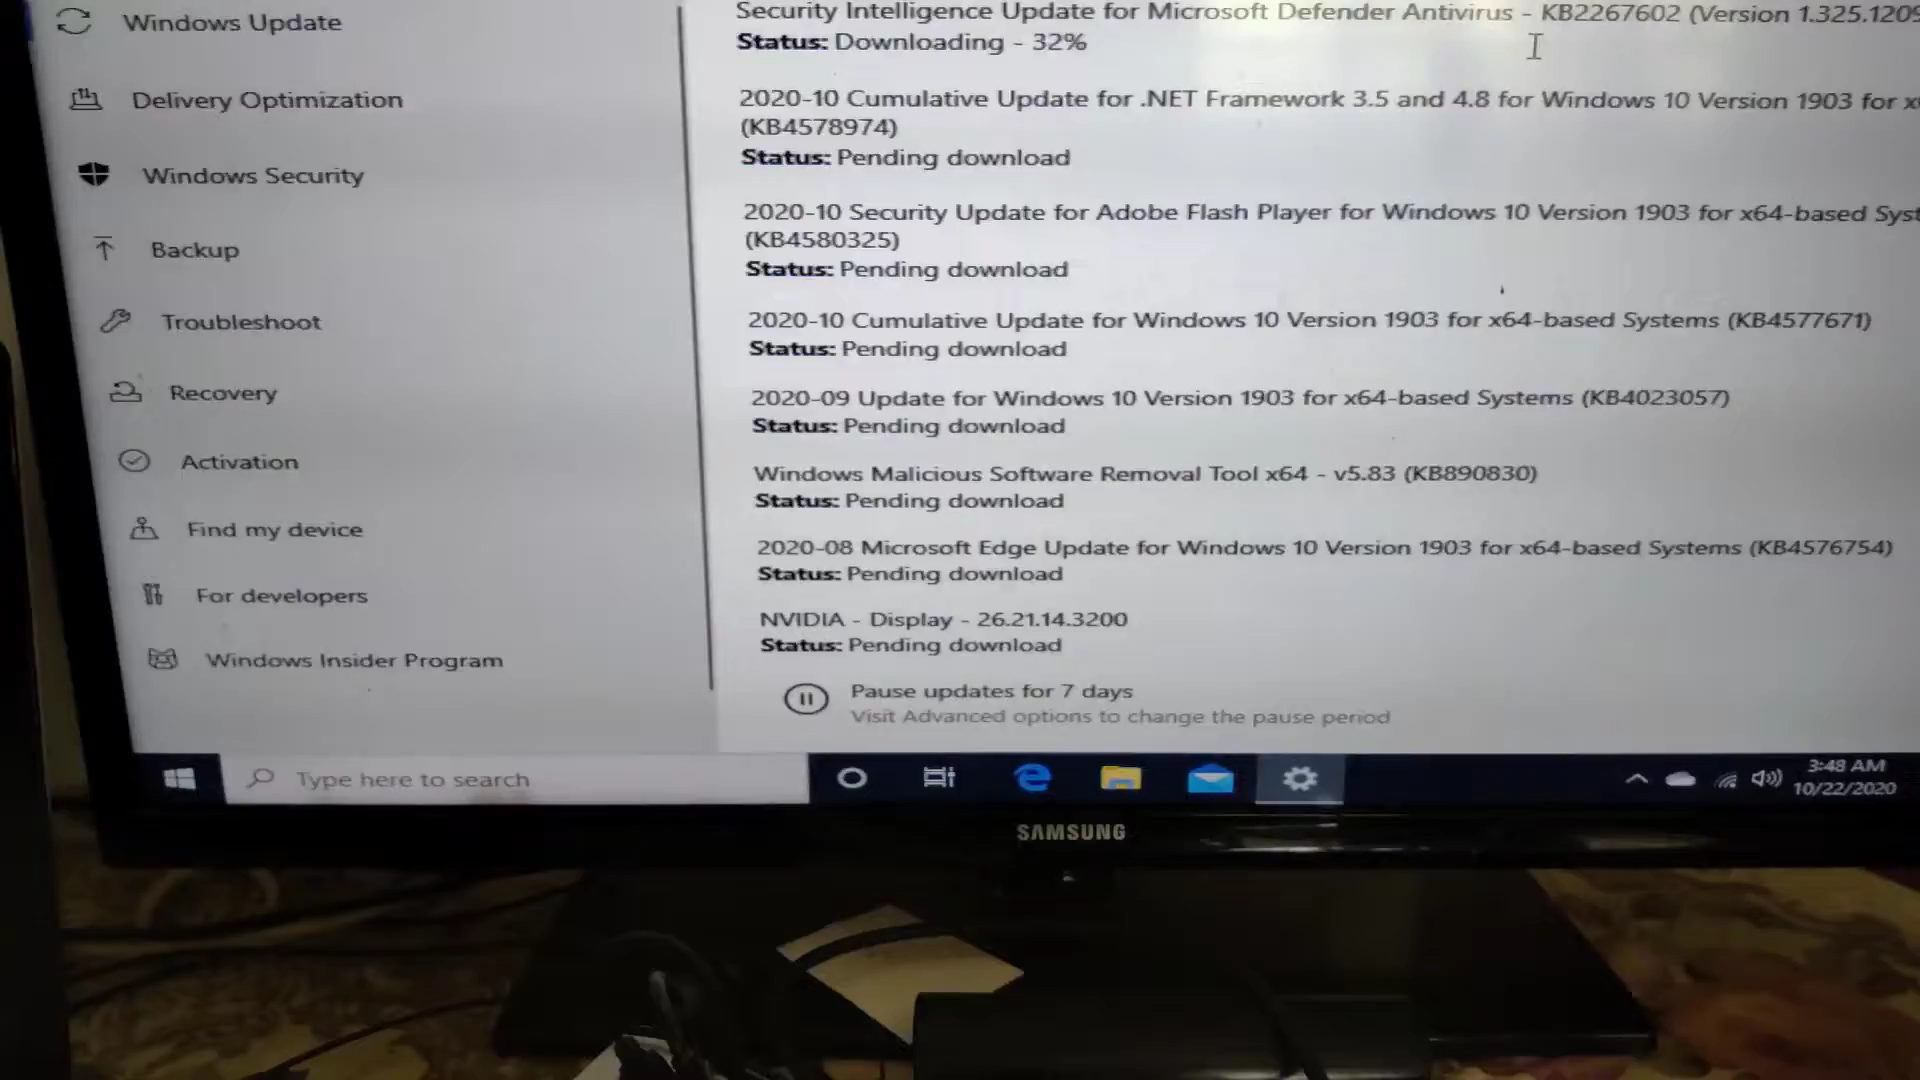 Windows Update
Delivery Optimization
Windows Security
Backup
Troubleshoot
Recovery
Activation
Find my device
For developers
Windows Insider Program
Security Intelligence Update for Microsoft Defender Antivirus - KB2267602 (Version 1.325.1209
Status: Downloading - 32%
2020-10 Cumulative Update for .NET Framework 3.5 and 4.8 for Windows 10 Version 1903 for x
(KB4578974)
Status: Pending download
2020-10 Security Update for Adobe Flash Player for Windows 10 Version 1903 for x64-based Syst
(KB4580325)
Status: Pending download
2020-10 Cumulative Update for Windows 10 Version 1903 for x64-based Systems (KB4577671)
Status: Pending download
2020-09 Update for Windows 10 Version 1903 for x64-based Systems (KB4023057)
Status: Pending download
Windows Malicious Software Removal Tool x64 - v5.83 (KB890830)
Status: Pending download
2020-08 Microsoft Edge Update for Windows 10 Version 1903 for x64-based Systems (KB4576754)
Status: Pending download
NVIDIA - Display - 26.21.14.3200
Status: Pending download
Pause updates for 7 days
Visit Advanced options to change the pause period
Type here to search
3:48 AM
10/22/2020
SAMSUNG